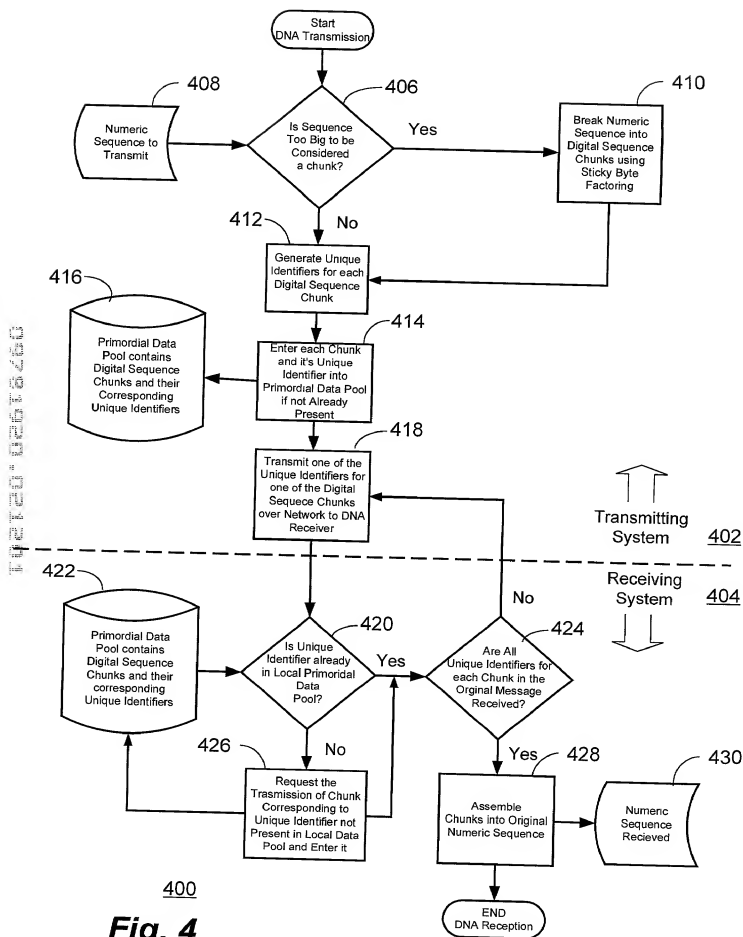 Start
DNA Transmission
408
406
410
Numeric
Sequence to
Transmit
Is Sequence
Too Big to be
Considered
a chunk?
Yes
Break Numeric
Sequence into
Digital Sequence
Chunks using
Sticky Byte
Factoring
No
412
Generate Unique
Identifiers for each
Digital Sequence
Chunk
416
414
Primordial Data
Pool contains
Digital Sequence
Chunks and their
Corresponding
Unique Identifiers
Enter each Chunk
and it's Unique
Identifier into
Primordial Data Pool
if not Already
Present
418
Transmit one of the
Unique Identifiers for
one of the Digital
Sequece Chunks
over Network to DNA
Receiver
Transmitting
System
402
Receiving
System
404
422
Primordial Data
Pool contains
Digital Sequence
Chunks and their
corresponding
Unique Identifiers
420
Is Unique
Identifier already
in Local Primoridal
Data
Pool?
Yes
No
424
Are All
Unique Identifiers for
each Chunk in the
Orginal Message
Received?
No
426
Request the
Trasmission of Chunk
Corresponding to
Unique Identifier not
Present in Local Data
Pool and Enter it
Yes
428
Assemble
Chunks into Original
Numeric Sequence
430
Numeric
Sequence
Recieved
400
END
DNA Reception
Fig. 4